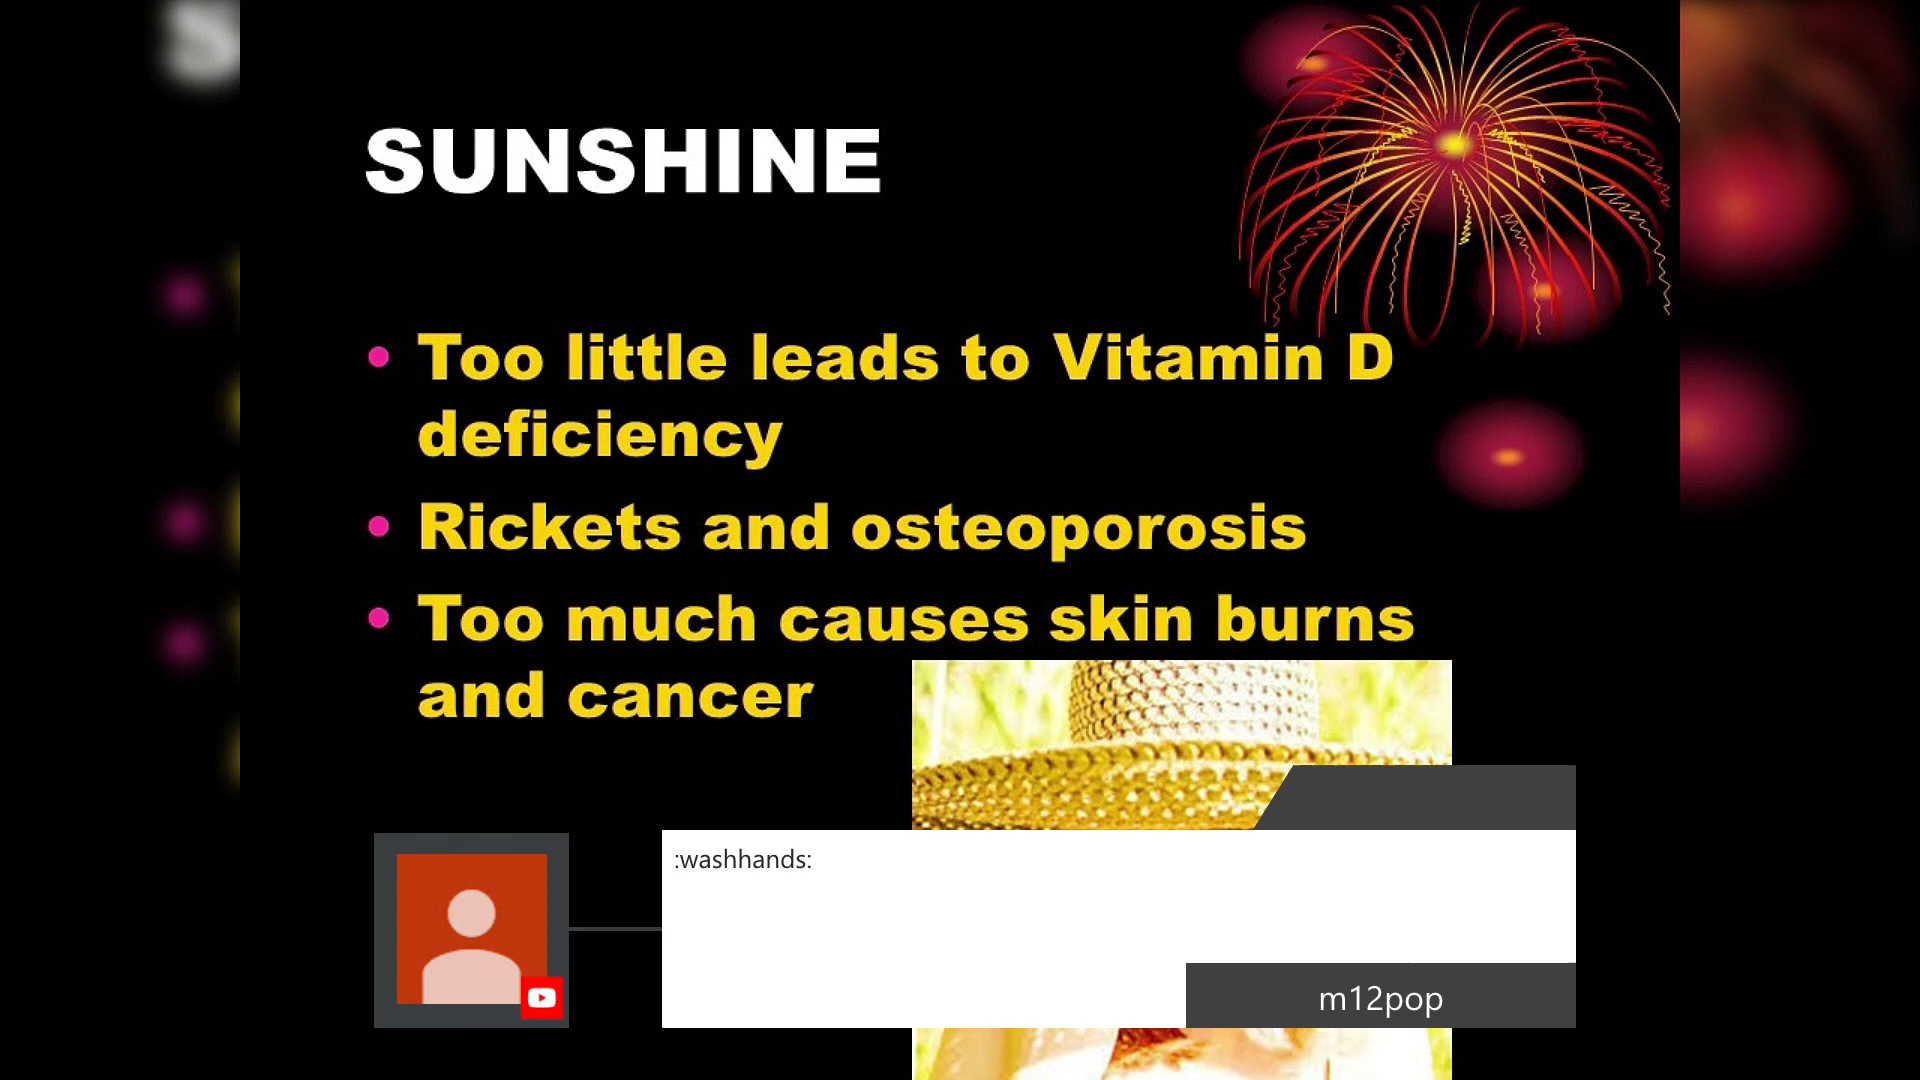 SUNSHINE
• Too little leads to Vitamin D
deficiency
• Rickets and osteoporosis
• Too much causes skin burns
and cancer
:washhands:
m12pop